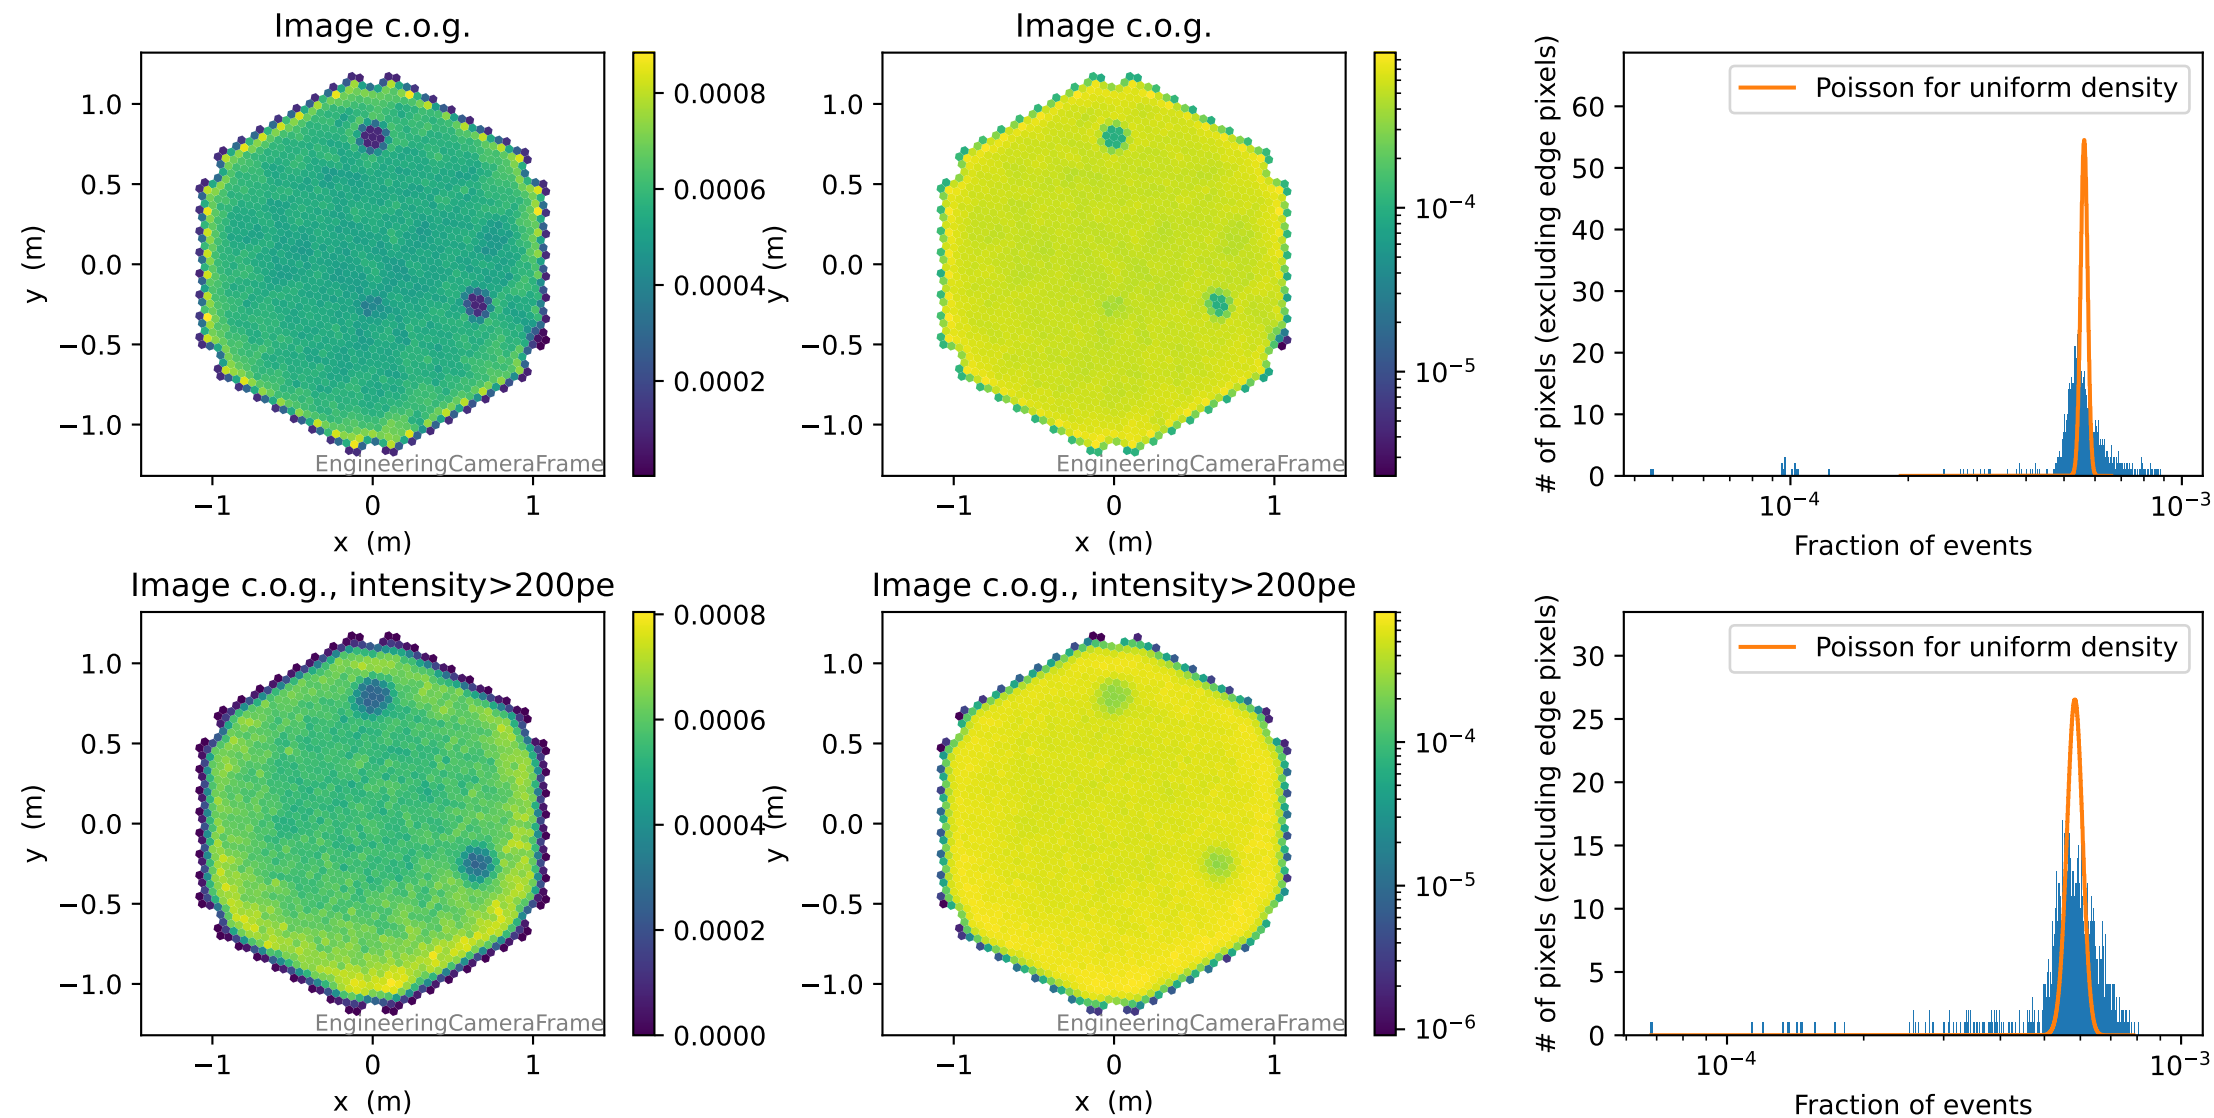 Image c.o.g.
1.0
0.5
0.0
−0.5
−1.0
y (m)
−1 0 1
x (m)
EngineeringCameraFrame
0.0008
0.0006
0.0004
0.0002
Image c.o.g.
1.0
0.5
0.0
−0.5
−1.0
y (m)
−1 0 1
x (m)
EngineeringCameraFrame
10⁻⁴
10⁻⁵
Poisson for uniform density
# of pixels (excluding edge pixels)
60
50
40
30
20
10
0
10⁻⁴ 10⁻³
Fraction of events
Image c.o.g., intensity>200pe
1.0
0.5
0.0
−0.5
−1.0
y (m)
−1 0 1
x (m)
EngineeringCameraFrame
0.0008
0.0006
0.0004
0.0002
0.0000
Image c.o.g., intensity>200pe
1.0
0.5
0.0
−0.5
−1.0
y (m)
−1 0 1
x (m)
EngineeringCameraFrame
10⁻⁴
10⁻⁵
10⁻⁶
Poisson for uniform density
# of pixels (excluding edge pixels)
30
25
20
15
10
5
0
10⁻⁴ 10⁻³
Fraction of events